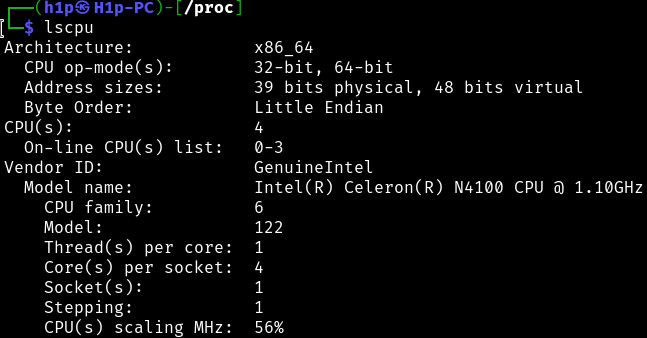 ┌──(h1p㉿H1p-PC)-[/proc]
└─$ lscpu
Architecture:            x86_64
  CPU op-mode(s):        32-bit, 64-bit
  Address sizes:         39 bits physical, 48 bits virtual
  Byte Order:            Little Endian
CPU(s):                  4
  On-line CPU(s) list:   0-3
Vendor ID:               GenuineIntel
  Model name:            Intel(R) Celeron(R) N4100 CPU @ 1.10GHz
    CPU family:          6
    Model:               122
    Thread(s) per core:  1
    Core(s) per socket:  4
    Socket(s):           1
    Stepping:            1
    CPU(s) scaling MHz:  56%